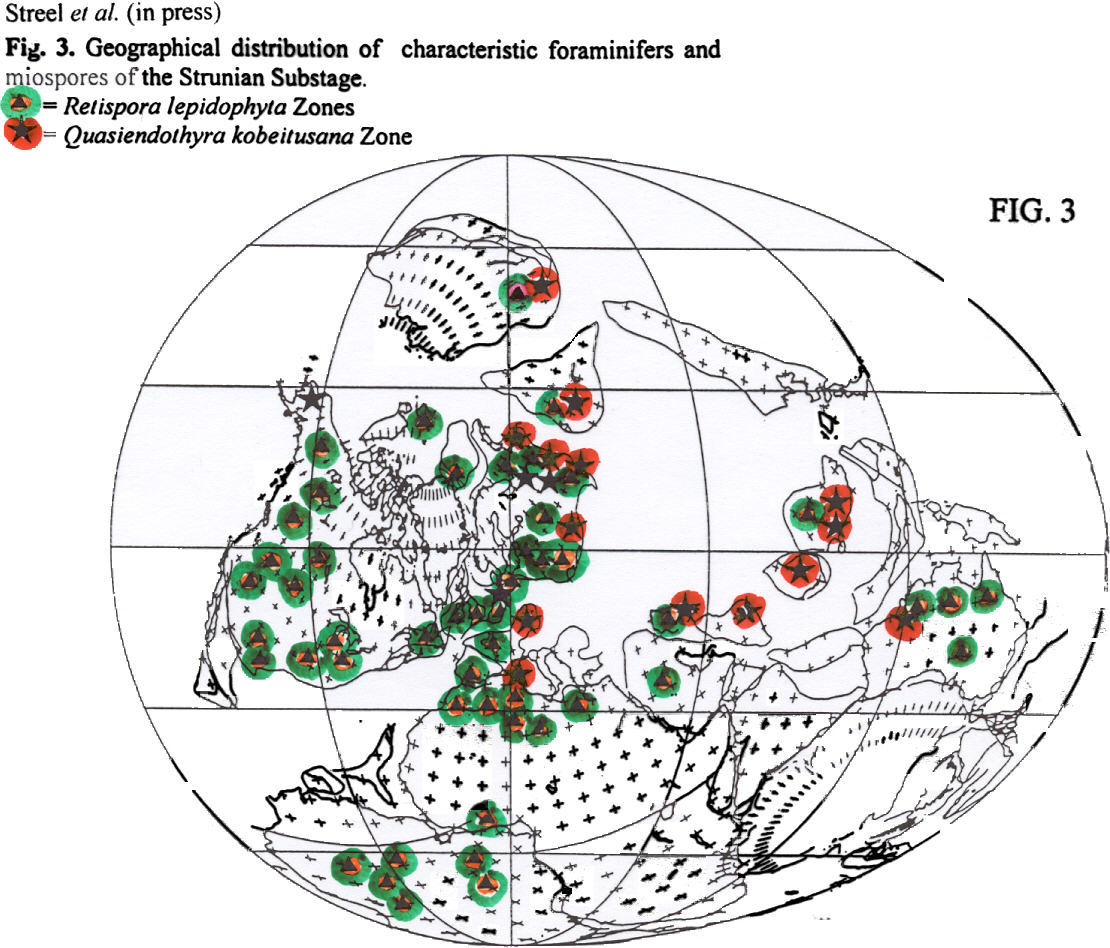 Streel et al. (in press)
Fig. 3. Geographical distribution of characteristic foraminifers and
miospores of the Strunian Substage.
= Retispora lepidophyta Zones
= Quasiendothyra kobeitusana Zone
FIG. 3